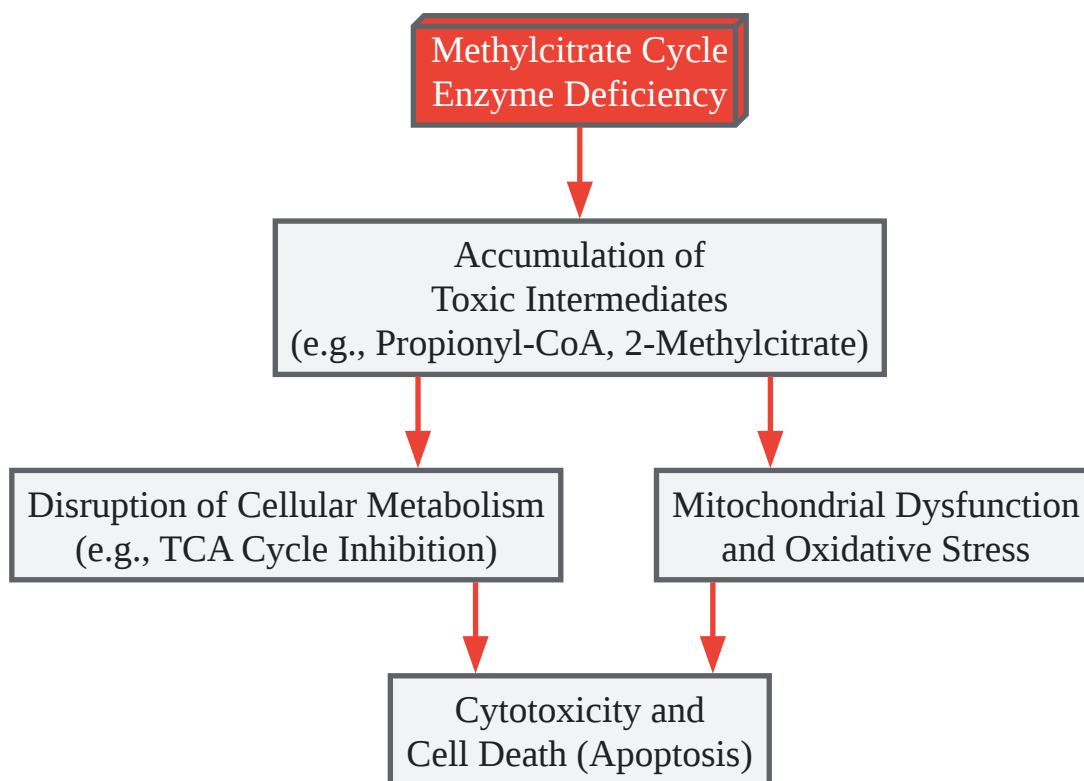 Methylcitrate Cycle
Enzyme Deficiency
Accumulation of
Toxic Intermediates
(e.g., Propionyl-CoA, 2-Methylcitrate)
Disruption of Cellular Metabolism
(e.g., TCA Cycle Inhibition)
Mitochondrial Dysfunction
and Oxidative Stress
Cytotoxicity and
Cell Death (Apoptosis)